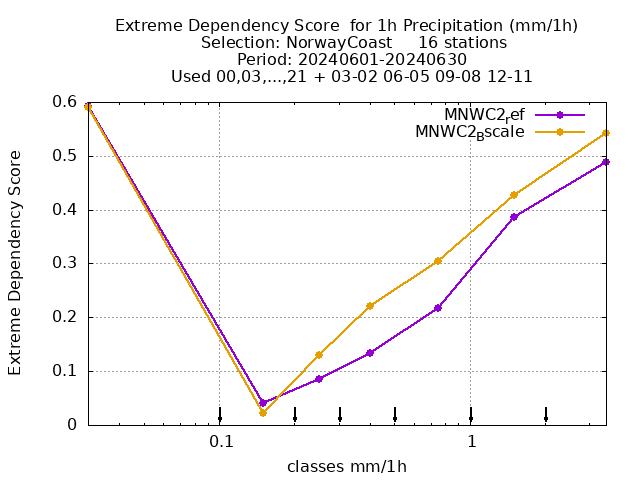 Extreme Dependency Score  for 1h Precipitation (mm/1h)
Selection: NorwayCoast     16 stations
Period: 20240601-20240630
Used 00,03,...,21 + 03-02 06-05 09-08 12-11
MNWC2ref
MNWC2Bscale
Extreme Dependency Score
0.6
0.5
0.4
0.3
0.2
0.1
0
0.1
1
classes mm/1h